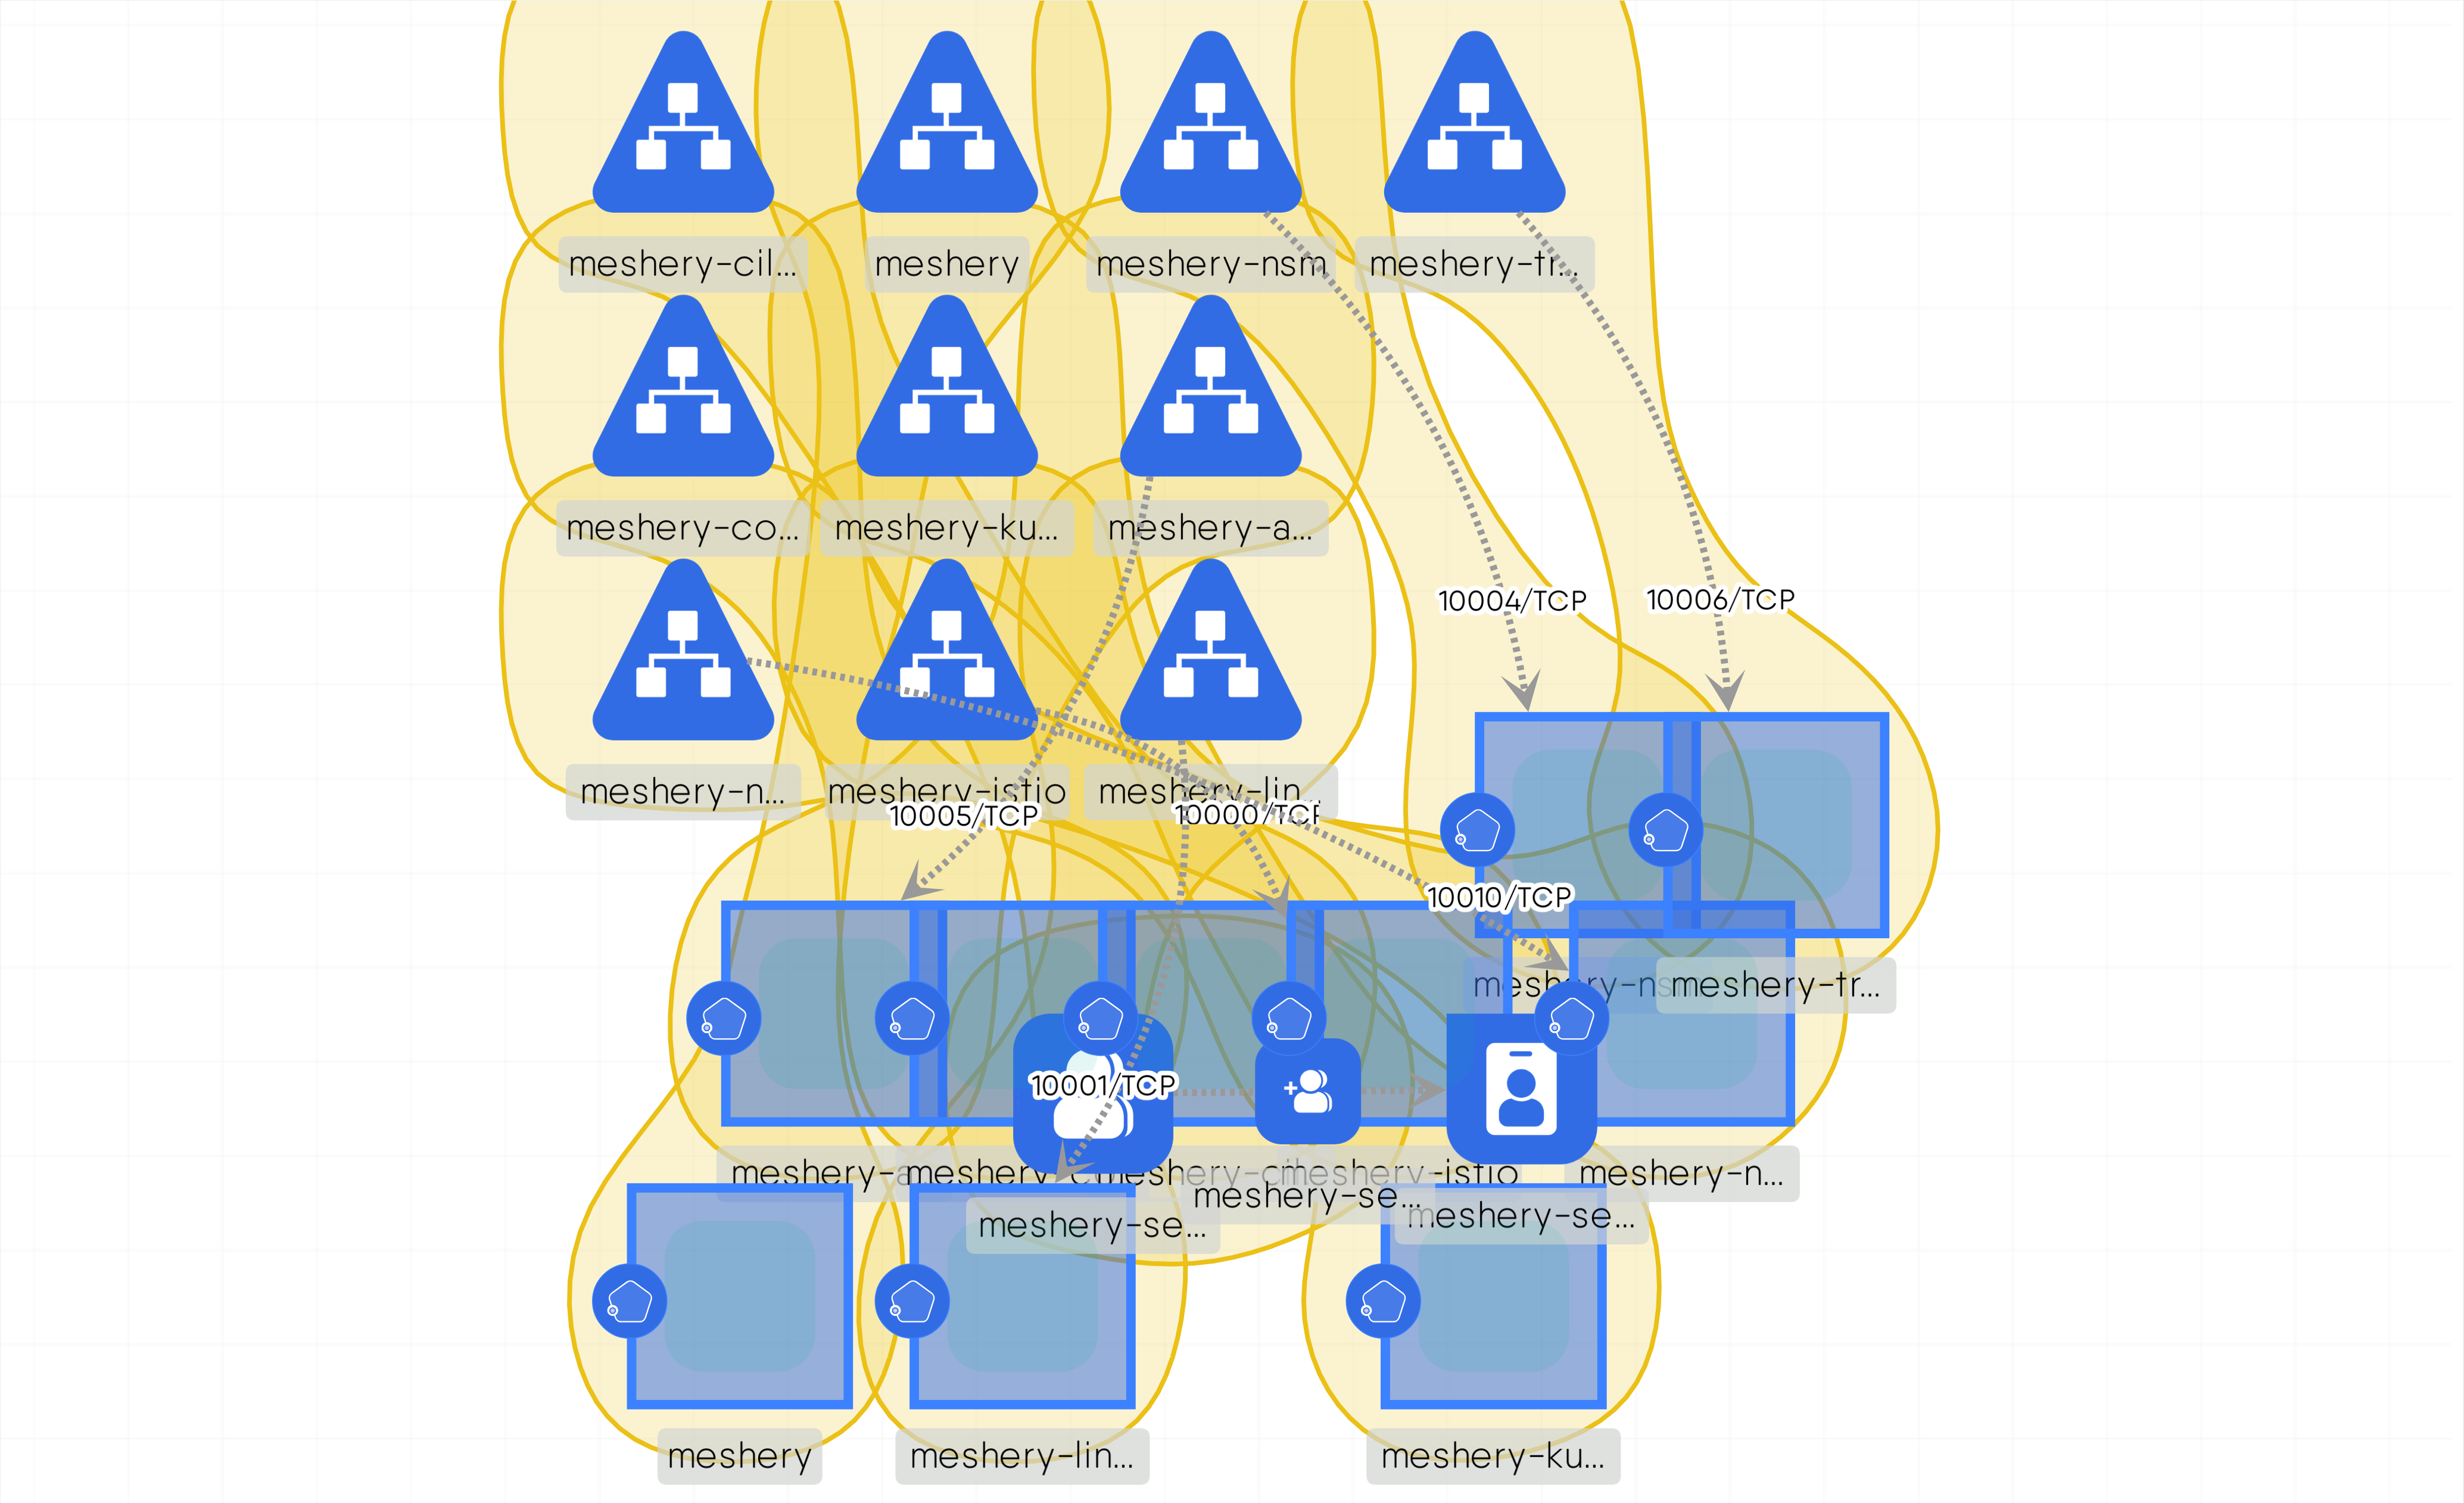 meshery-cil...
meshery
meshery-nsm
meshery-tr...
meshery-co...
meshery-ku...
meshery-a...
10004/TCP
10006/TCP
meshery-n...
meshery-istio
meshery-lin...
10005/TCP
10000/TCP
10010/TCP
meshery-ns
meshery-tr...
10001/TCP
meshery-a
meshery-co
meshery-ci
meshery-istio
meshery-n...
meshery-se...
meshery-se...
meshery-se...
meshery
meshery-lin...
meshery-ku...